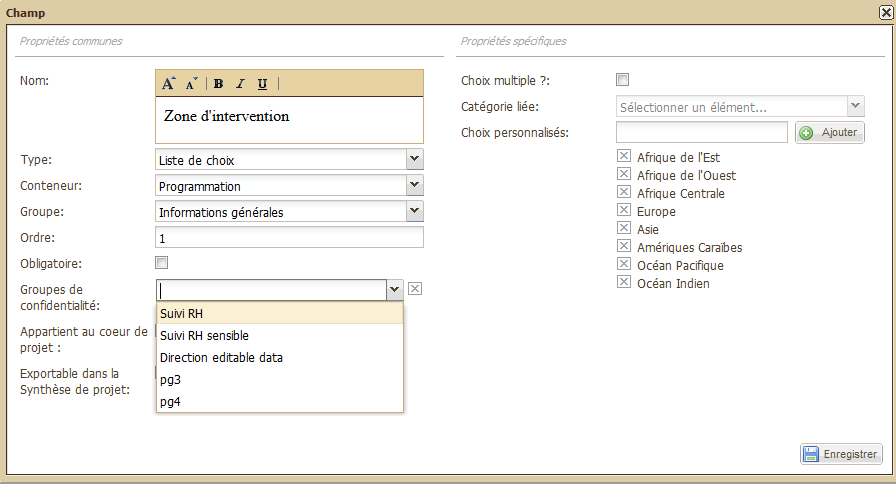 Champ
Propriétés communes
Nom:
A A B I U
Zone d'intervention
Type:
Liste de choix
Conteneur:
Programmation
Groupe:
Informations générales
Ordre:
1
Obligatoire:
Groupes de
confidentialité:
Suivi RH
Suivi RH sensible
Direction editable data
pg3
pg4
Appartient au coeur de
projet :
Exportable dans la
Synthèse de projet:
Propriétés spécifiques
Choix multiple ?:
Catégorie liée:
Sélectionner un élément...
Choix personnalisés:
Ajouter
Afrique de l'Est
Afrique de l'Ouest
Afrique Centrale
Europe
Asie
Amériques Caraïbes
Océan Pacifique
Océan Indien
Enregistrer